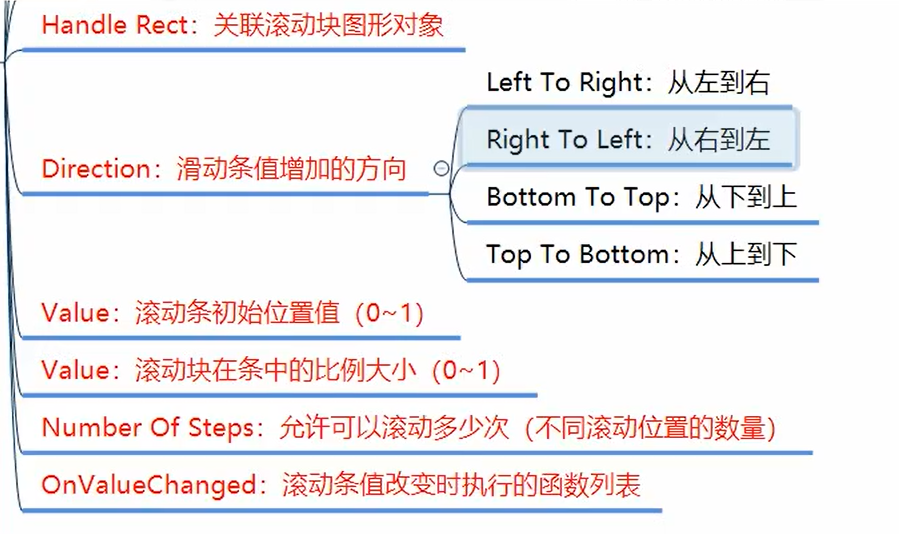 Handle Rect：关联滚动块图形对象
Direction：滑动条值增加的方向
Left To Right：从左到右
Right To Left：从右到左
Bottom To Top：从下到上
Top To Bottom：从上到下
Value：滚动条初始位置值（0~1）
Value：滚动块在条中的比例大小（0~1）
Number Of Steps：允许可以滚动多少次（不同滚动位置的数量）
OnValueChanged：滚动条值改变时执行的函数列表